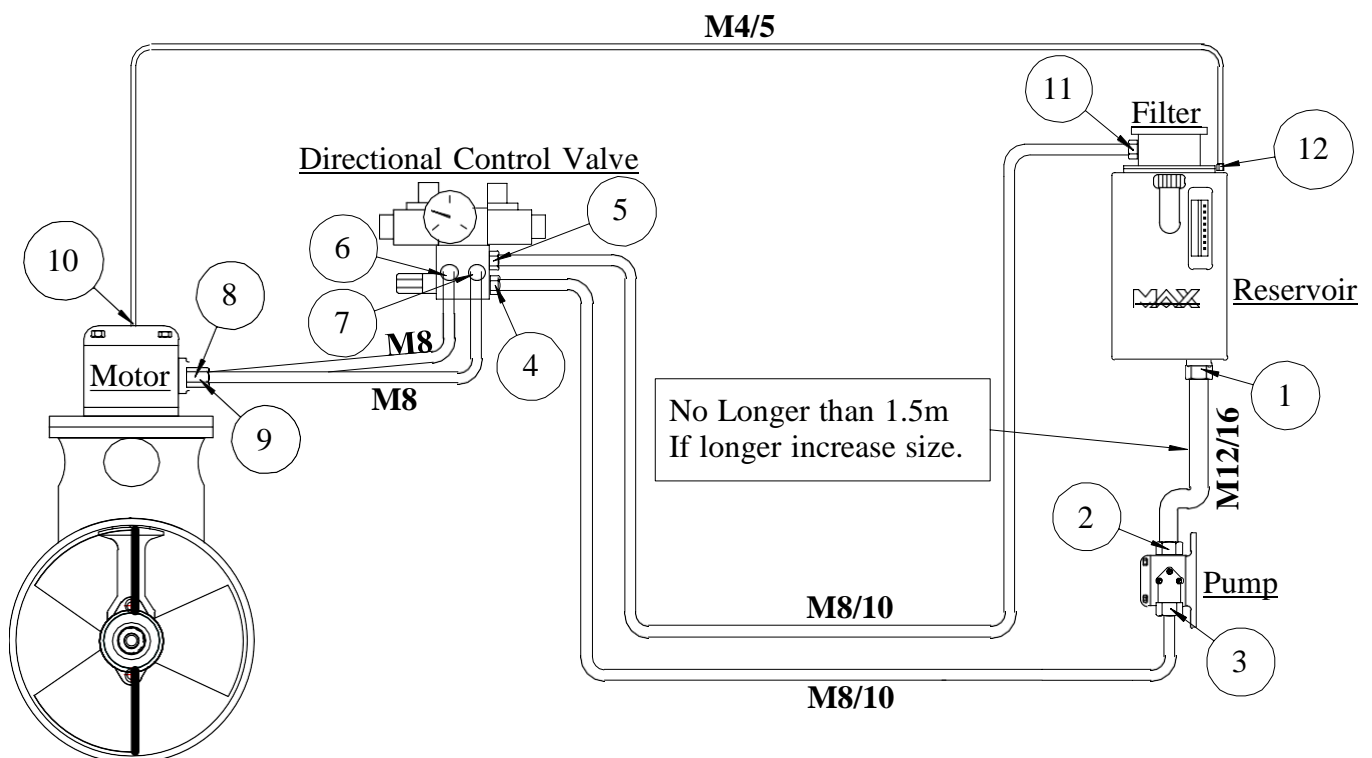 M4/5
11
Filter
12
Directional Control Valve
5
6
10
8
7
4
M8
MAX
Reservoir
Motor
M8
9
No Longer than 1.5m
If longer increase size.
1
M12/16
2
M8/10
Pump
3
M8/10